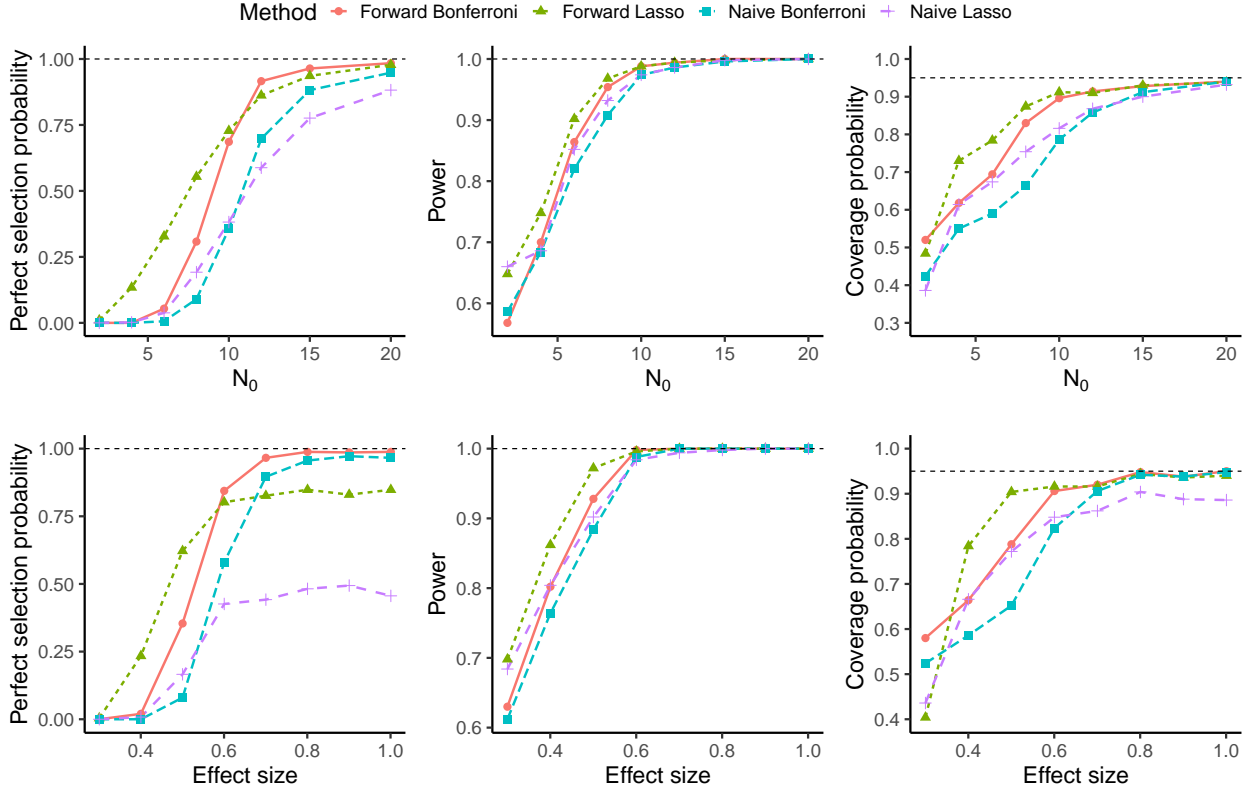 Method Forward Bonferroni Forward Lasso Naive Bonferroni Naive Lasso
Perfect selection probability
1.00
0.75
0.50
0.25
0.00
5 10 15 20
N₀
Power
1.0
0.9
0.8
0.7
0.6
5 10 15 20
N₀
Coverage probability
1.0
0.9
0.8
0.7
0.6
0.5
0.4
0.3
5 10 15 20
N₀
Perfect selection probability
1.00
0.75
0.50
0.25
0.00
0.4 0.6 0.8 1.0
Effect size
Power
1.0
0.9
0.8
0.7
0.6
0.4 0.6 0.8 1.0
Effect size
Coverage probability
1.0
0.9
0.8
0.7
0.6
0.5
0.4
0.4 0.6 0.8 1.0
Effect size